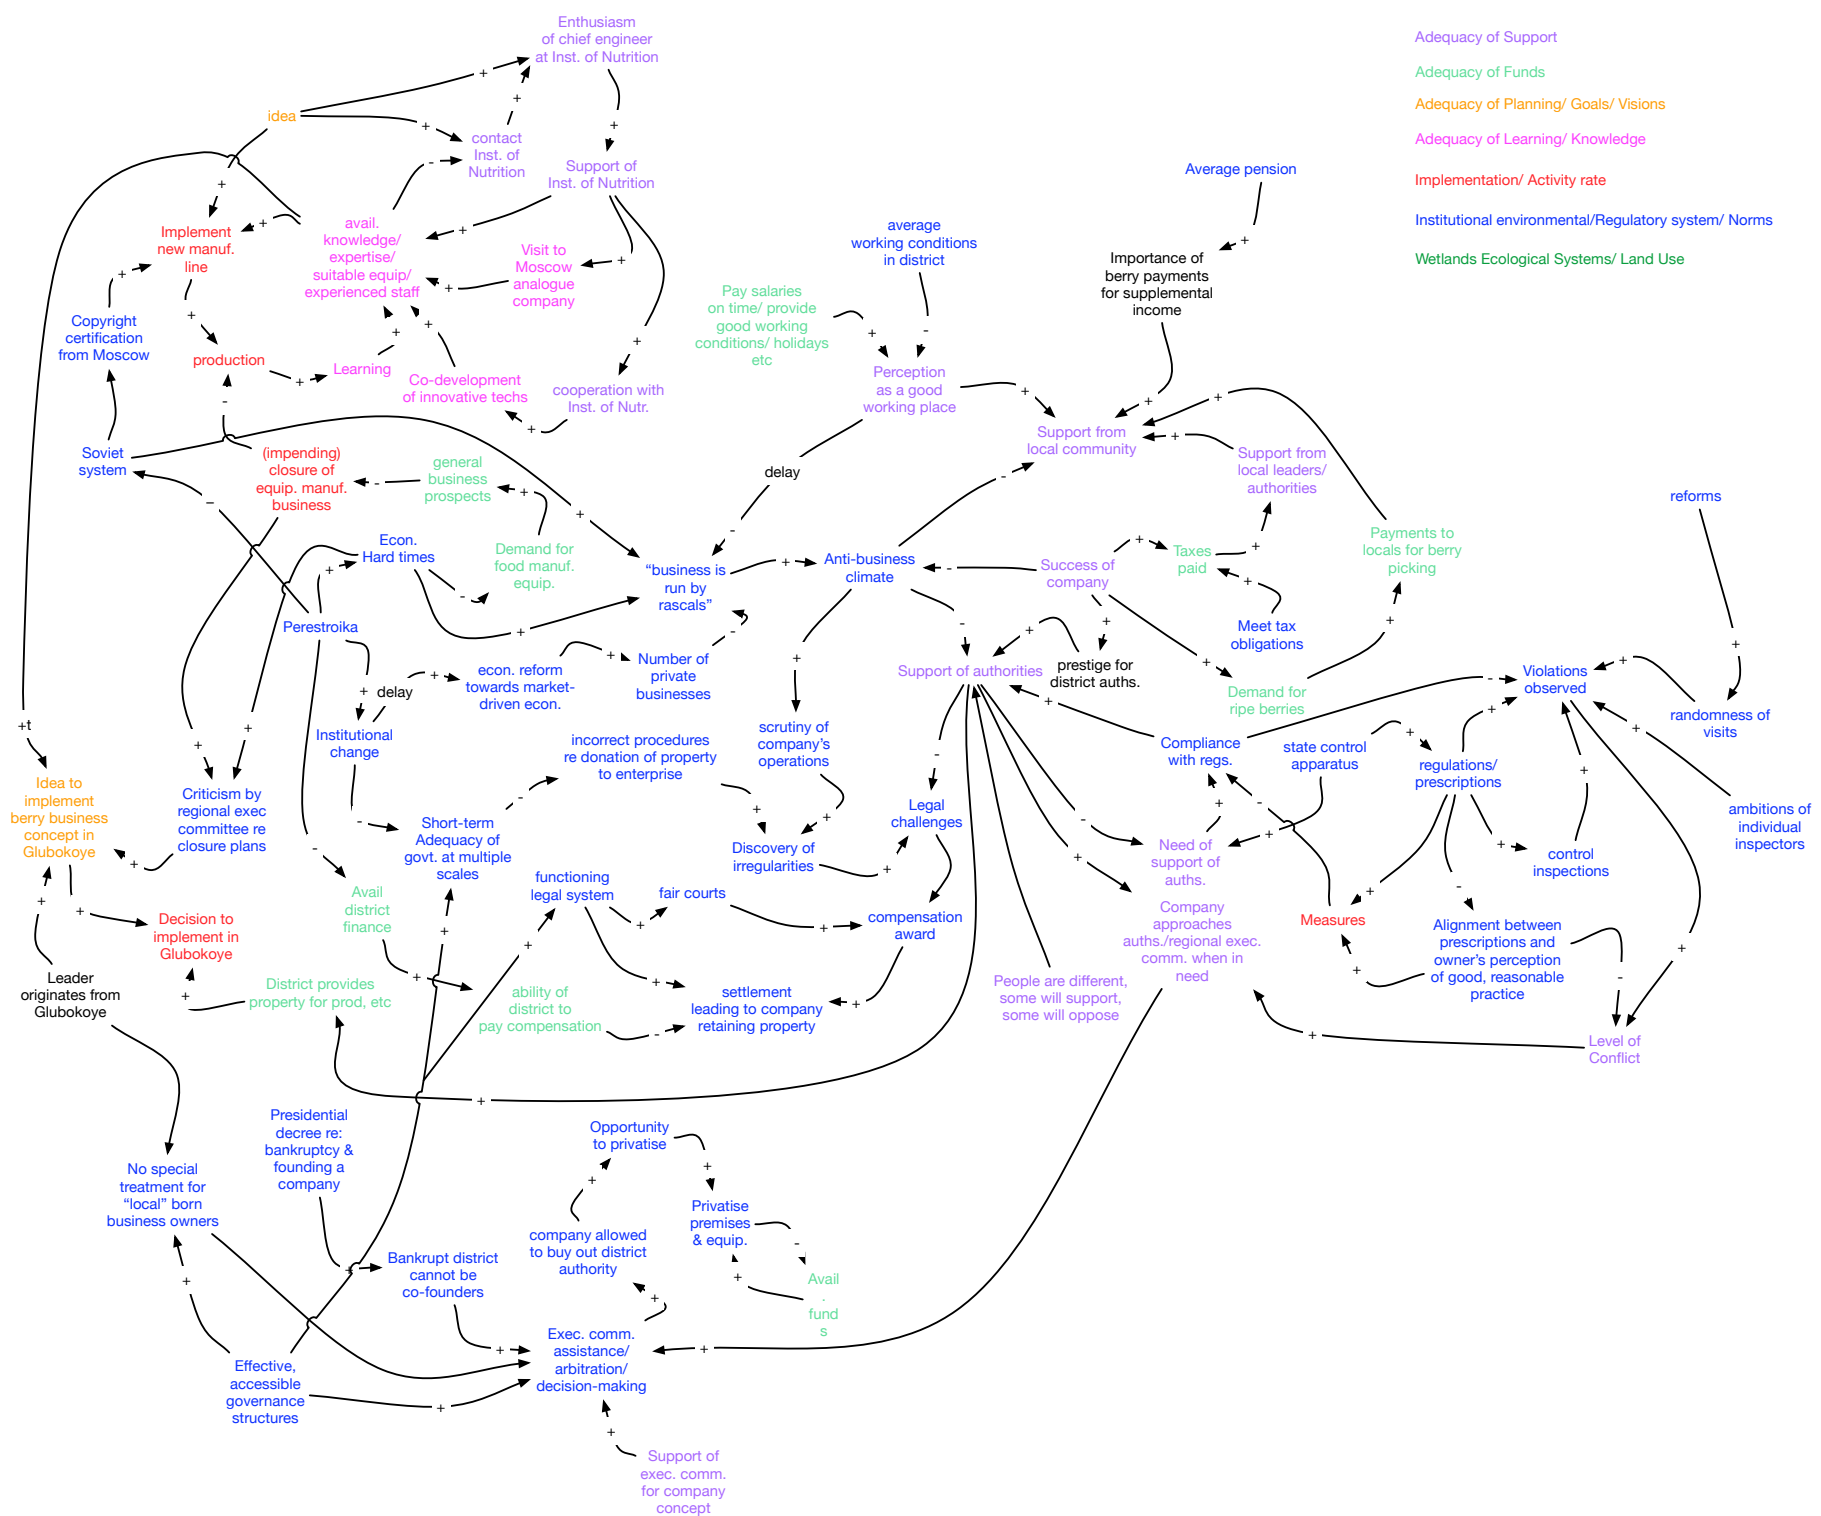 Enthusiasm
of chief engineer
at Inst. of Nutrition
Adequacy of Support
Adequacy of Funds
Adequacy of Planning/ Goals/ Visions
Adequacy of Learning/ Knowledge
Implementation/ Activity rate
Institutional environmental/Regulatory system/ Norms
Wetlands Ecological Systems/ Land Use
idea
contact
Inst. of
Nutrition
Support of
Inst. of Nutrition
Average pension
Implement
new manuf.
line
avail.
knowledge/
expertise/
suitable equip/
experienced staff
Visit to
Moscow
analogue
company
average
working conditions
in district
Importance of
berry payments
for supplemental
income
Pay salaries
on time/ provide
good working
conditions/ holidays
etc
Copyright
certification
from Moscow
production
Learning
Co-development
of innovative techs
cooperation with
Inst. of Nutr.
Perception
as a good
working place
Support from
local community
Support from
local leaders/
authorities
Soviet
system
(impending)
closure of
equip. manuf.
business
general
business
prospects
delay
reforms
Econ.
Hard times
Demand for
food manuf.
equip.
“business is
run by
rascals”
Anti-business
climate
Success of
company
Taxes
paid
Payments to
locals for berry
picking
Perestroika
Meet tax
obligations
econ. reform
towards market-
driven econ.
Number of
private
businesses
Support of authorities
prestige for
district auths.
Demand for
ripe berries
Violations
observed
delay
Institutional
change
incorrect procedures
re donation of property
to enterprise
scrutiny of
company’s
operations
Compliance
with regs.
state control
apparatus
regulations/
prescriptions
randomness of
visits
Idea to
implement
berry business
concept in
Glubokoye
+t
Criticism by
regional exec
committee re
closure plans
Short-term
Adequacy of
govt. at multiple
scales
Discovery of
irregularities
Legal
challenges
Need of
support of
auths.
control
inspections
ambitions of
individual
inspectors
Avail
district
finance
functioning
legal system
fair courts
compensation
award
Company
approaches
auths./regional exec.
comm. when in
need
Measures
Alignment between
prescriptions and
owner’s perception
of good, reasonable
practice
Decision to
implement in
Glubokoye
Leader
originates from
Glubokoye
District provides
property for prod, etc
ability of
district to
pay compensation
settlement
leading to company
retaining property
People are different,
some will support,
some will oppose
Level of
Conflict
Presidential
decree re:
bankruptcy &
founding a
company
Opportunity
to privatise
No special
treatment for
“local” born
business owners
Privatise
premises
& equip.
company allowed
to buy out district
authority
Bankrupt district
cannot be
co-founders
Avail
.
fund
s
Exec. comm.
assistance/
arbitration/
decision-making
Effective,
accessible
governance
structures
Support of
exec. comm.
for company
concept